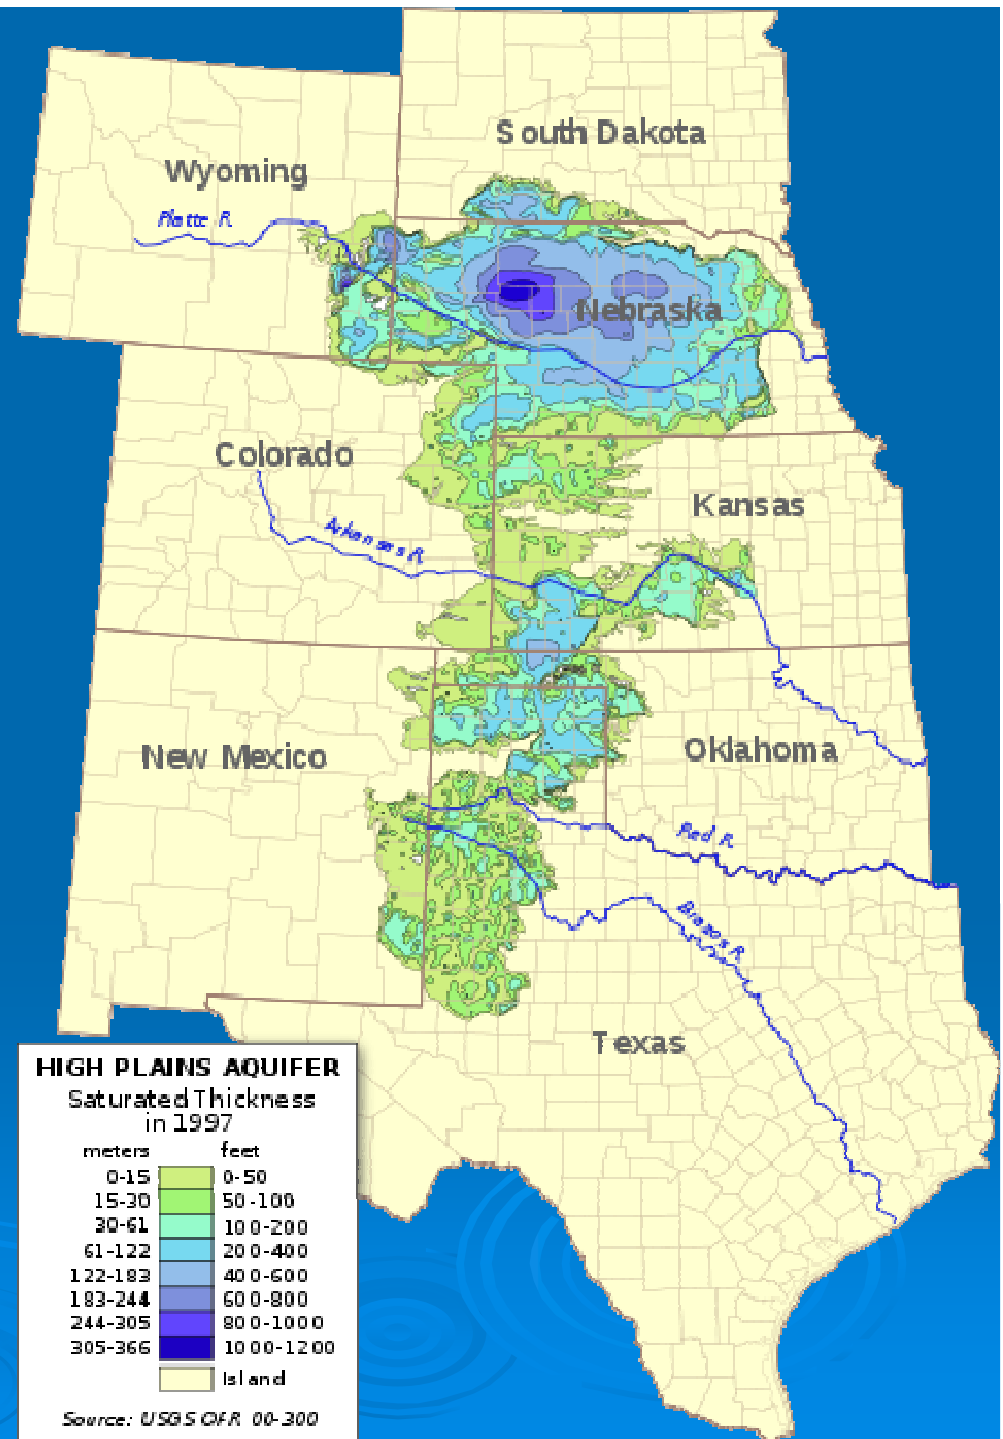 South Dakota
Wyoming
Platte R.
Nebraska
Colorado
Kansas
Arkansas R.
New Mexico
Oklahoma
Red R.
Brazos R.
Texas
HIGH PLAINS AQUIFER
Saturated Thickness
in 1997
meters feet
0-15 0-50
15-30 50-100
30-61 100-200
61-122 200-400
122-183 400-600
183-244 600-800
244-305 800-1000
305-366 1000-1200
Island
Source: USGS OFR 00-300